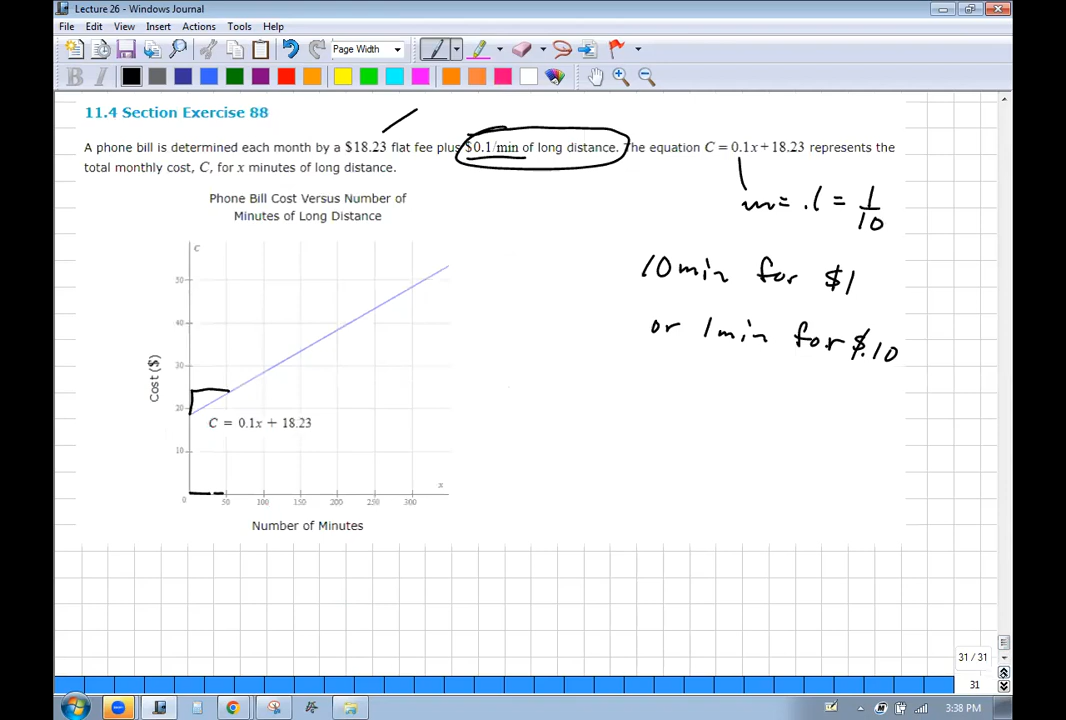 Lecture 26 - Windows Journal
File Edit View Insert Actions Tools Help
Page Width
B I
11.4 Section Exercise 88
A phone bill is determined each month by a $18.23 flat fee plus $0.1/min of long distance. The equation C = 0.1x + 18.23 represents the
total monthly cost, C, for x minutes of long distance.
m = .1 = 1/10
Phone Bill Cost Versus Number of
Minutes of Long Distance
10 min for $1
or 1 min for $.10
C
50
40
30
20
10
Cost ($)
C = 0.1x + 18.23
x
0 50 100 150 200 250 300
Number of Minutes
31 / 31
31
3:38 PM